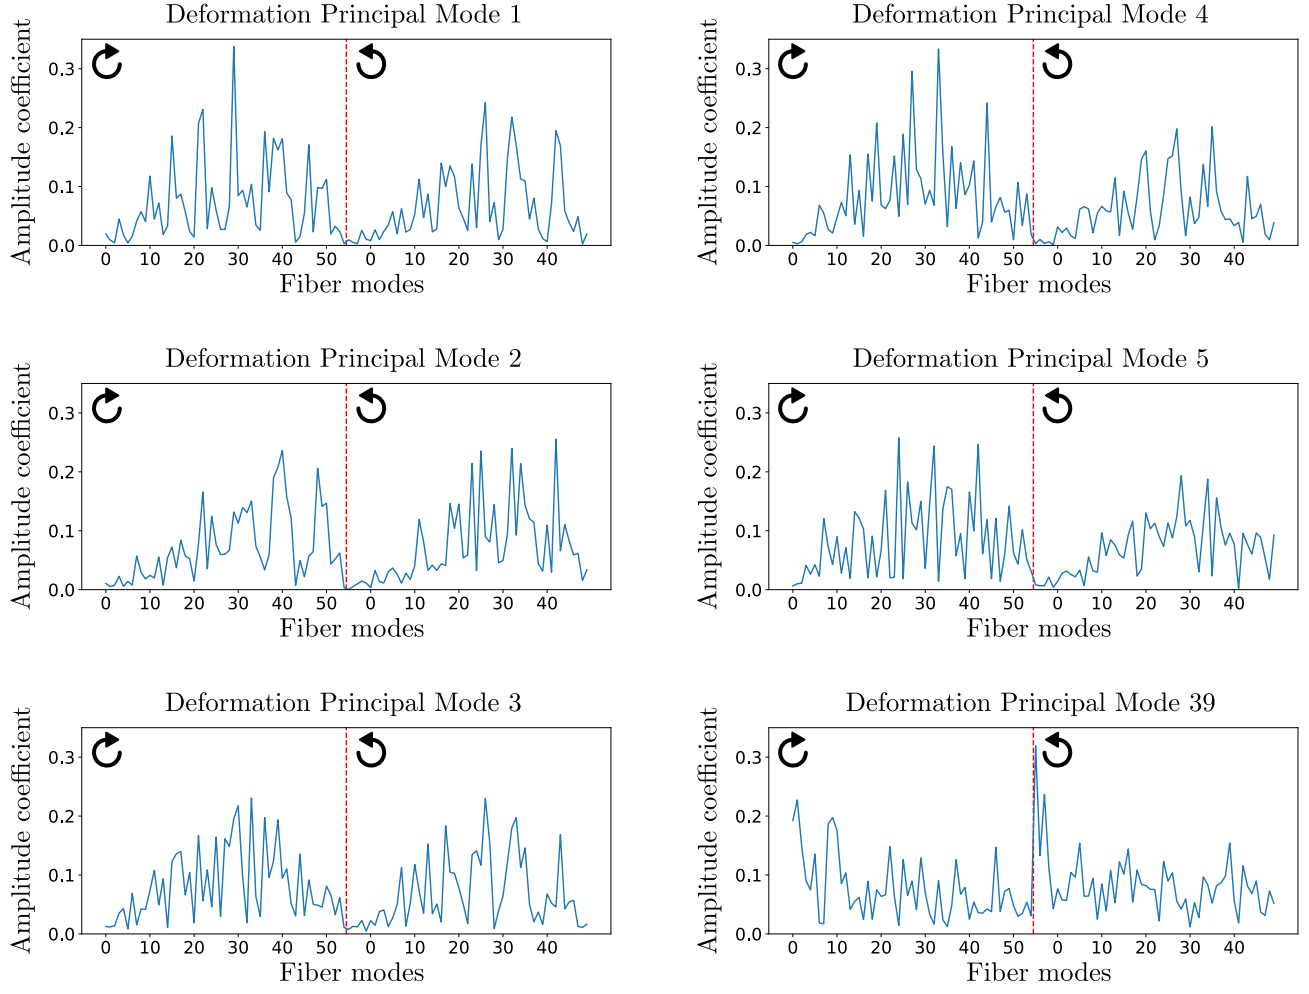 Deformation Principal Mode 1
Amplitude coefficient
0.3
0.2
0.1
0.0
0 10 20 30 40 50 0 10 20 30 40
Fiber modes
Deformation Principal Mode 4
Amplitude coefficient
0.3
0.2
0.1
0.0
0 10 20 30 40 50 0 10 20 30 40
Fiber modes
Deformation Principal Mode 2
Amplitude coefficient
0.3
0.2
0.1
0.0
0 10 20 30 40 50 0 10 20 30 40
Fiber modes
Deformation Principal Mode 5
Amplitude coefficient
0.3
0.2
0.1
0.0
0 10 20 30 40 50 0 10 20 30 40
Fiber modes
Deformation Principal Mode 3
Amplitude coefficient
0.3
0.2
0.1
0.0
0 10 20 30 40 50 0 10 20 30 40
Fiber modes
Deformation Principal Mode 39
Amplitude coefficient
0.3
0.2
0.1
0.0
0 10 20 30 40 50 0 10 20 30 40
Fiber modes